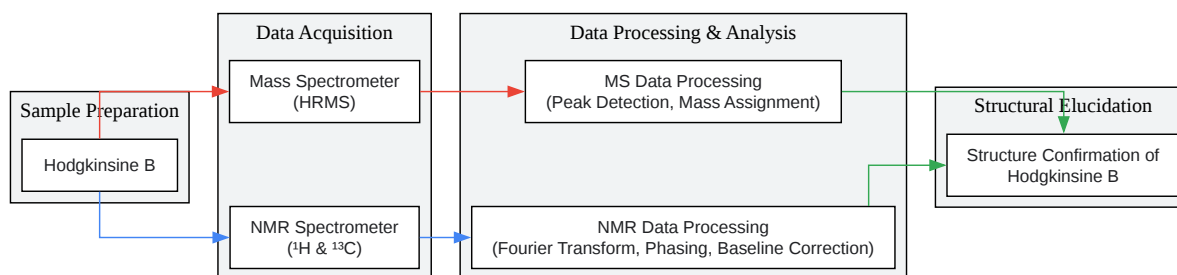 Sample Preparation
Hodgkinsine B
Data Acquisition
Mass Spectrometer
(HRMS)
NMR Spectrometer
(¹H & ¹³C)
Data Processing & Analysis
MS Data Processing
(Peak Detection, Mass Assignment)
NMR Data Processing
(Fourier Transform, Phasing, Baseline Correction)
Structural Elucidation
Structure Confirmation of
Hodgkinsine B